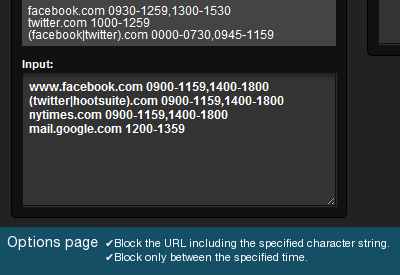 facebook.com 0930-1259,1300-1530
twitter.com 1000-1259
(facebook|twitter).com 0000-0730,0945-1159
Input:
www.facebook.com 0900-1159,1400-1800
(twitter|hootsuite).com 0900-1159,1400-1800
nytimes.com 0900-1159,1400-1800
mail.google.com 1200-1359
Options page ✔Block the URL including the specified character string.
✔Block only between the specified time.